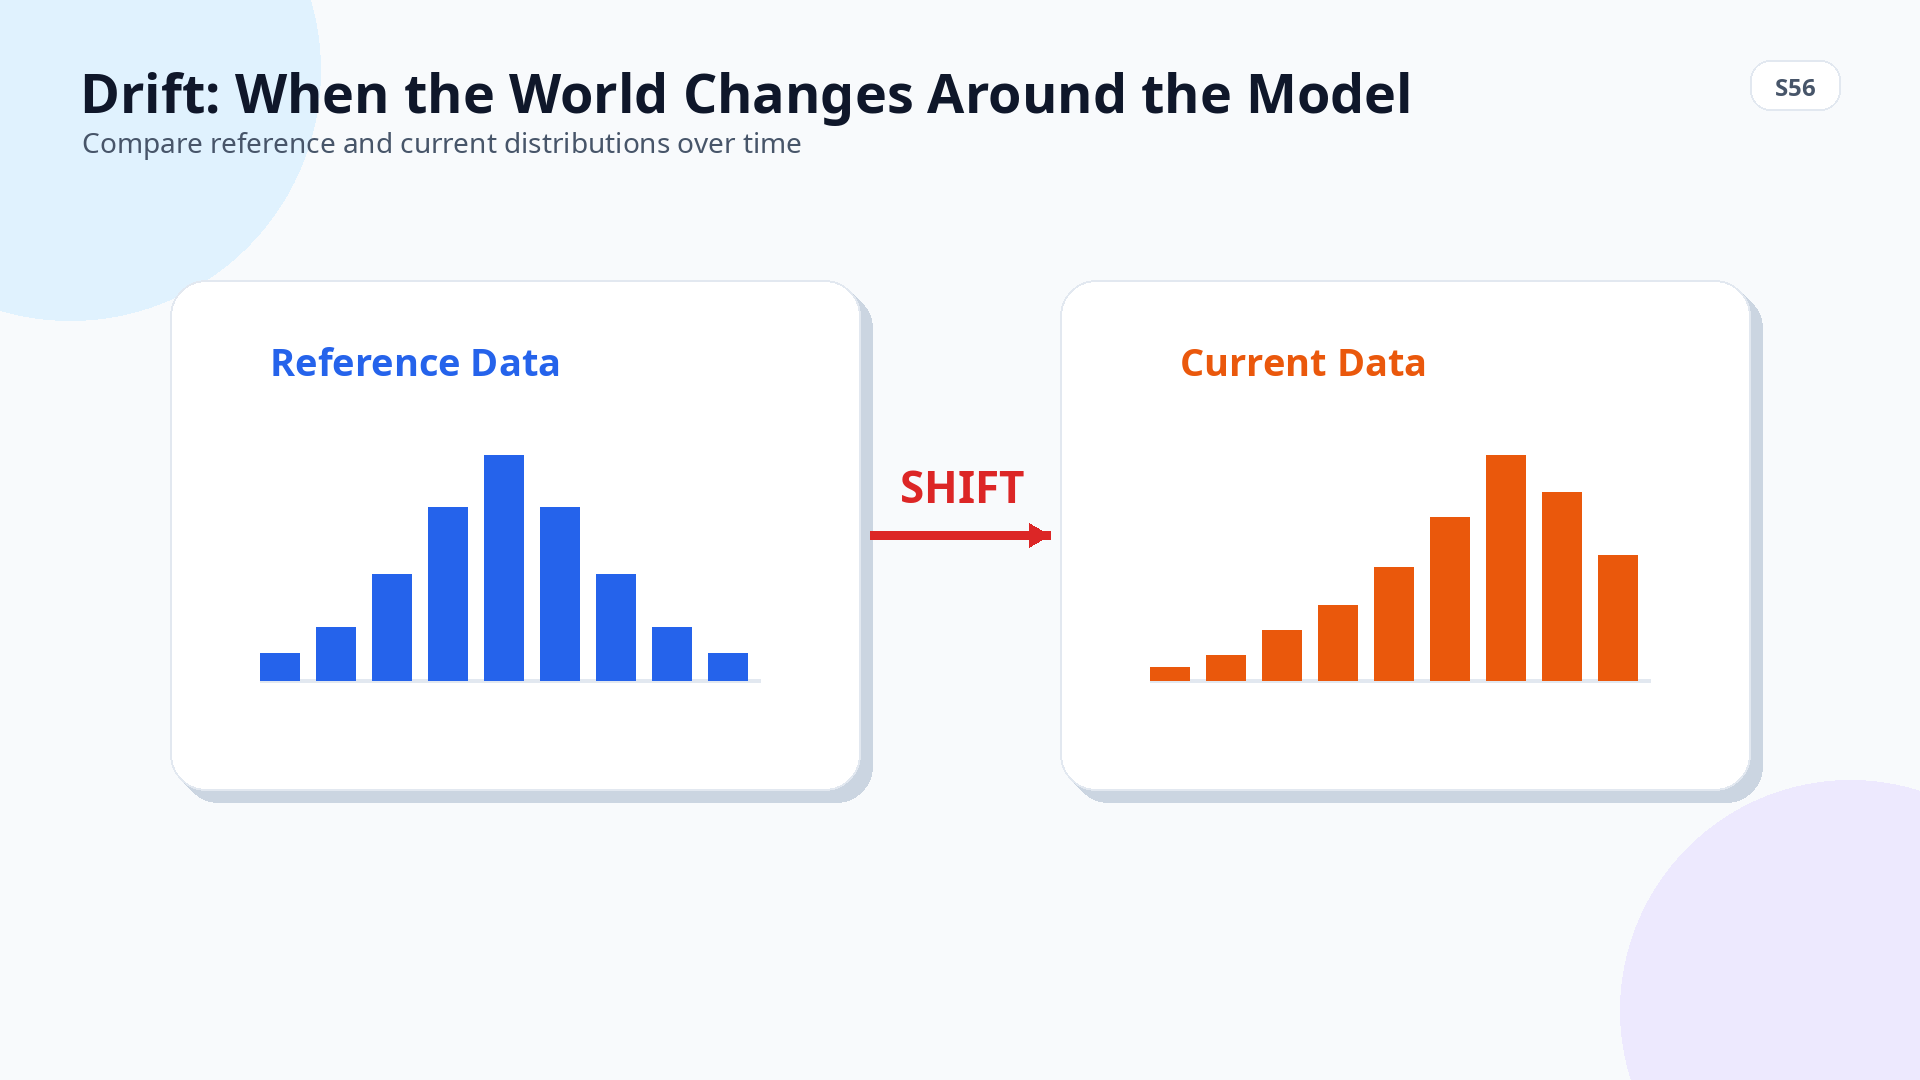 Drift: When the World Changes Around the Model
S56
Compare reference and current distributions over time
Reference Data
Current Data
SHIFT